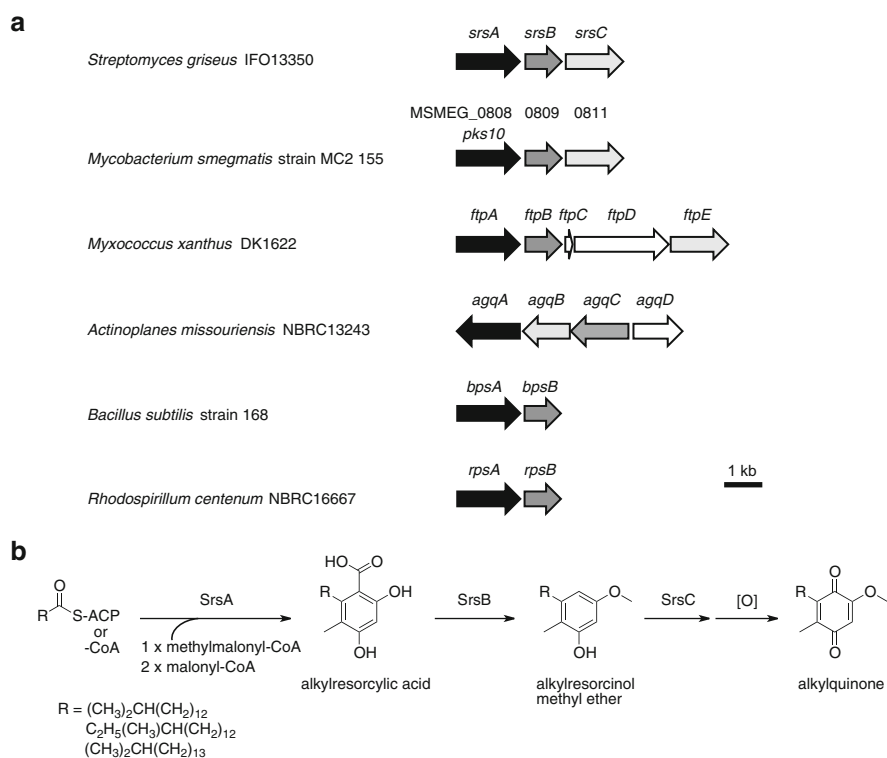 a
srsA srsB srsC
Streptomyces griseus IFO13350
MSMEG_0808 0809 0811
pks10
Mycobacterium smegmatis strain MC2 155
ftpA ftpB ftpC ftpD ftpE
Myxococcus xanthus DK1622
agqA agqB agqC agqD
Actinoplanes missouriensis NBRC13243
bpsA bpsB
Bacillus subtilis strain 168
rpsA rpsB
1 kb
Rhodospirillum centenum NBRC16667
b
O
R S-ACP
or
-CoA
SrsA
1 x methylmalonyl-CoA
2 x malonyl-CoA
HO O
R OH
OH
alkylresorcylic acid
SrsB
R O
OH
alkylresorcinol
methyl ether
SrsC [O]
O
R O
O
alkylquinone
R = (CH₃)₂CH(CH₂)₁₂
C₂H₅(CH₃)CH(CH₂)₁₂
(CH₃)₂CH(CH₂)₁₃